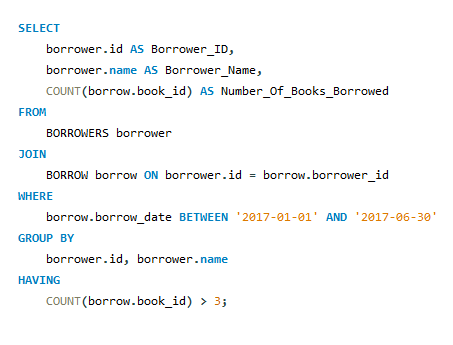 SELECT
borrower.id AS Borrower_ID,
borrower.name AS Borrower_Name,
COUNT(borrow.book_id) AS Number_Of_Books_Borrowed
FROM
BORROWERS borrower
JOIN
BORROW borrow ON borrower.id = borrow.borrower_id
WHERE
borrow.borrow_date BETWEEN '2017-01-01' AND '2017-06-30'
GROUP BY
borrower.id, borrower.name
HAVING
COUNT(borrow.book_id) > 3;